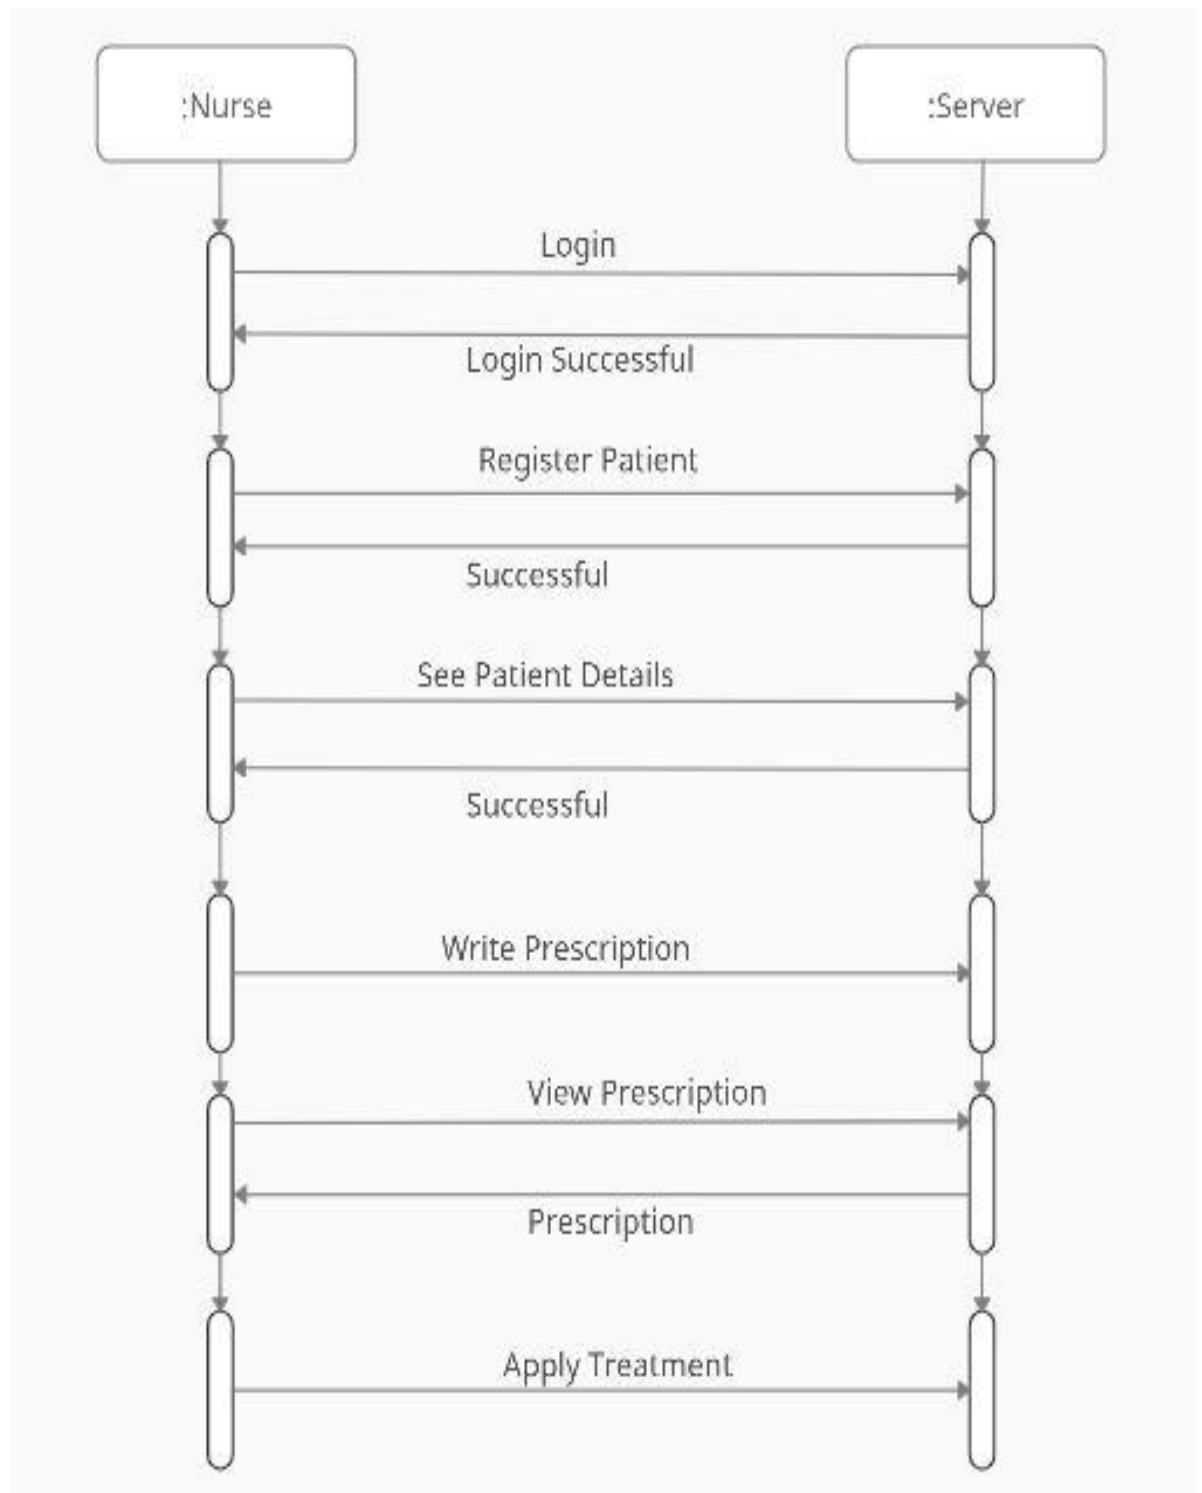 :Nurse
:Server
Login
Login Successful
Register Patient
Successful
See Patient Details
Successful
Write Prescription
View Prescription
Prescription
Apply Treatment